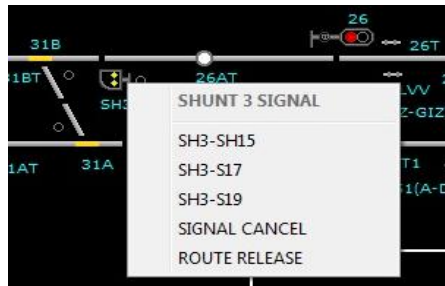 26
31B
26T
31BT
26AT
SH3
SHUNT 3 SIGNAL
SH3-SH15
SH3-S17
SH3-S19
SIGNAL CANCEL
ROUTE RELEASE
31A